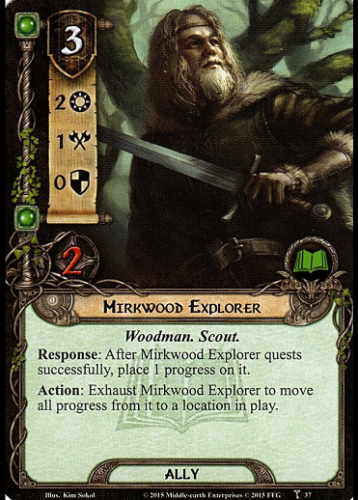 3
2
1
0
2
Mirkwood Explorer
Woodman. Scout.
Response: After Mirkwood Explorer quests
successfully, place 1 progress on it.
Action: Exhaust Mirkwood Explorer to move
all progress from it to a location in play.
ALLY
Illus. Kim Sokol
© 2015 Middle-earth Enterprises © 2015 FFG
37